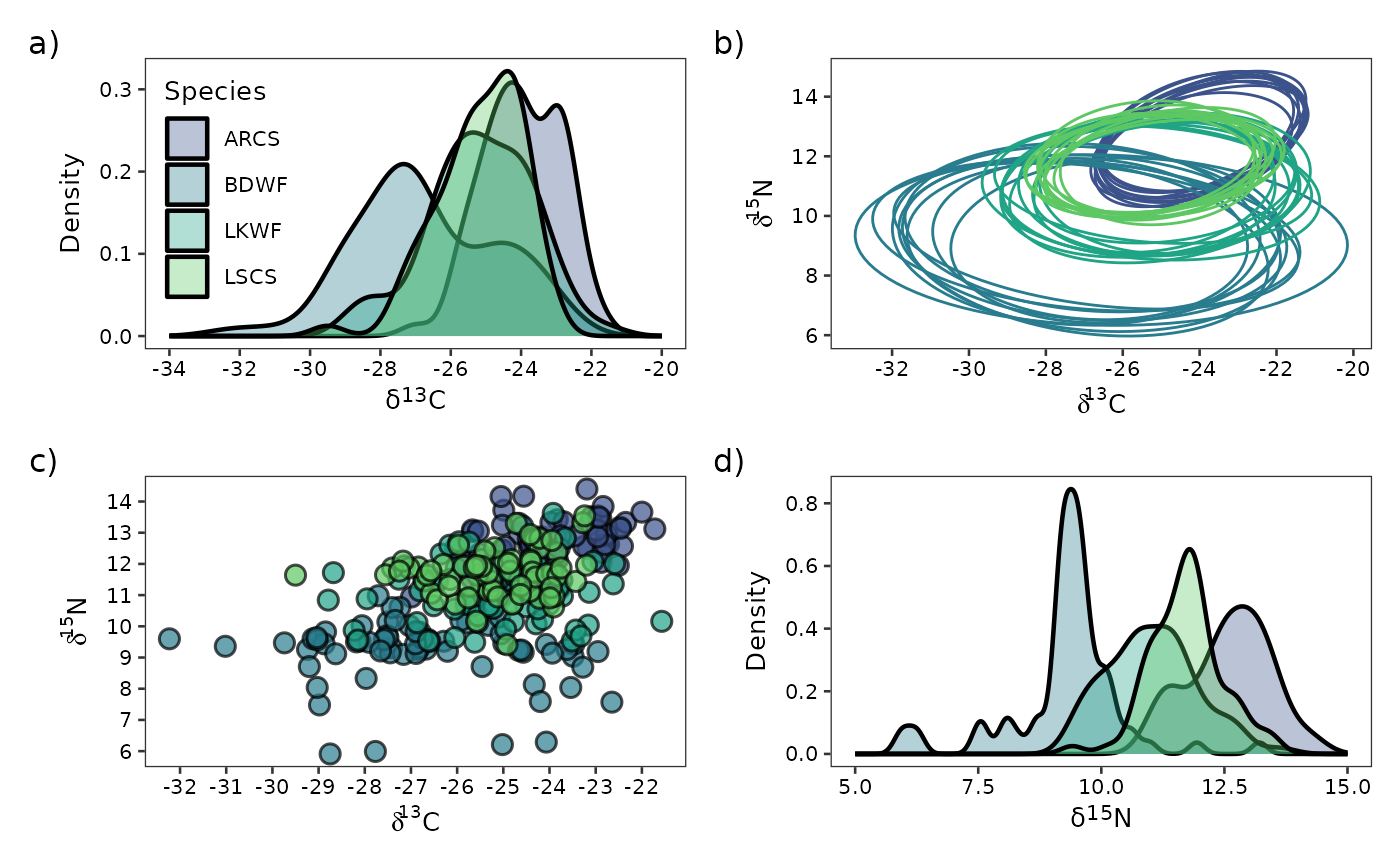 a)
Density
0.3
0.2
0.1
0.0
Species
ARCS
BDWF
LKWF
LSCS
-34 -32 -30 -28 -26 -24 -22 -20
δ¹³C
b)
δ¹⁵N
14
12
10
8
6
-32 -30 -28 -26 -24 -22 -20
δ¹³C
c)
δ¹⁵N
14
13
12
11
10
9
8
7
6
-32 -31 -30 -29 -28 -27 -26 -25 -24 -23 -22
δ¹³C
d)
Density
0.8
0.6
0.4
0.2
0.0
5.0 7.5 10.0 12.5 15.0
δ¹⁵N